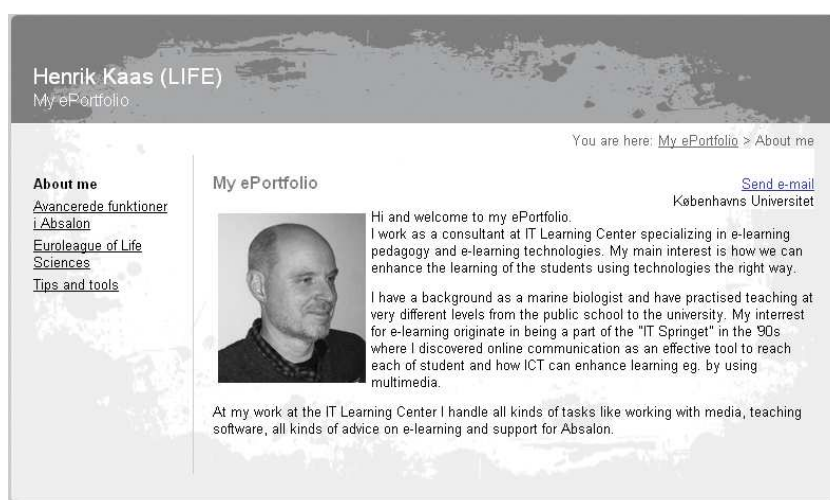 Henrik Kaas (LIFE)
My ePortfolio
You are here: My ePortfolio > About me
About me
Avancerede funktioner
i Absalon
Euroleague of Life
Sciences
Tips and tools
My ePortfolio
Send e-mail
Københavns Universitet
Hi and welcome to my ePortfolio.
I work as a consultant at IT Learning Center specializing in e-learning
pedagogy and e-learning technologies. My main interest is how we can
enhance the learning of the students using technologies the right way.
I have a background as a marine biologist and have practised teaching at
very different levels from the public school to the university. My interrest
for e-learning originate in being a part of the "IT Springet" in the '90s
where I discovered online communication as an effective tool to reach
each of student and how ICT can enhance learning eg. by using
multimedia.
At my work at the IT Learning Center I handle all kinds of tasks like working with media, teaching
software, all kinds of advice on e-learning and support for Absalon.